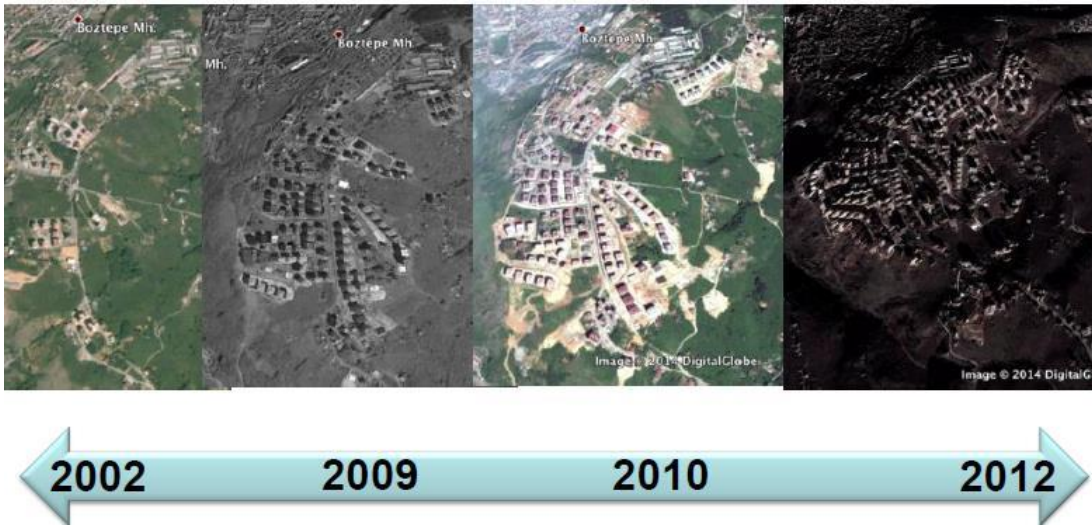 Boztepe Mh.
Mh.
Boztepe Mh.
Boztepe Mh.
Image © 2014 DigitalGlobe
Image © 2014 DigitalG
2002
2009
2010
2012